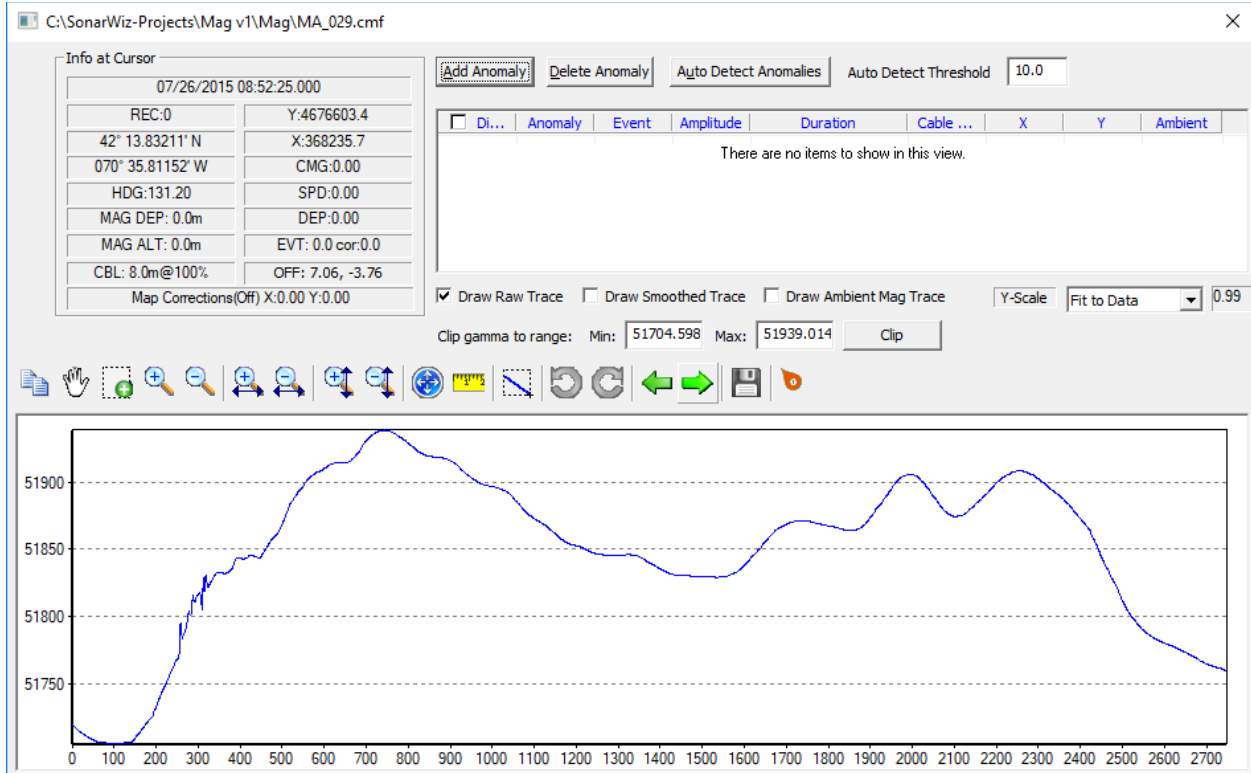 C:\SonarWiz-Projects\Mag v1\Mag\MA_029.cmf
Info at Cursor
07/26/2015 08:52:25.000
REC:0 Y:4676603.4
42° 13.83211' N X:368235.7
070° 35.81152' W CMG:0.00
HDG:131.20 SPD:0.00
MAG DEP: 0.0m DEP:0.00
MAG ALT: 0.0m EVT: 0.0 cor:0.0
CBL: 8.0m@100% OFF: 7.06, -3.76
Map Corrections(Off) X:0.00 Y:0.00
Add Anomaly Delete Anomaly Auto Detect Anomalies Auto Detect Threshold 10.0
Di... Anomaly Event Amplitude Duration Cable ... X Y Ambient
There are no items to show in this view.
Draw Raw Trace Draw Smoothed Trace Draw Ambient Mag Trace Y-Scale Fit to Data 0.99
Clip gamma to range: Min: 51704.598 Max: 51939.014 Clip
51900
51850
51800
51750
0 100 200 300 400 500 600 700 800 900 1000 1100 1200 1300 1400 1500 1600 1700 1800 1900 2000 2100 2200 2300 2400 2500 2600 2700